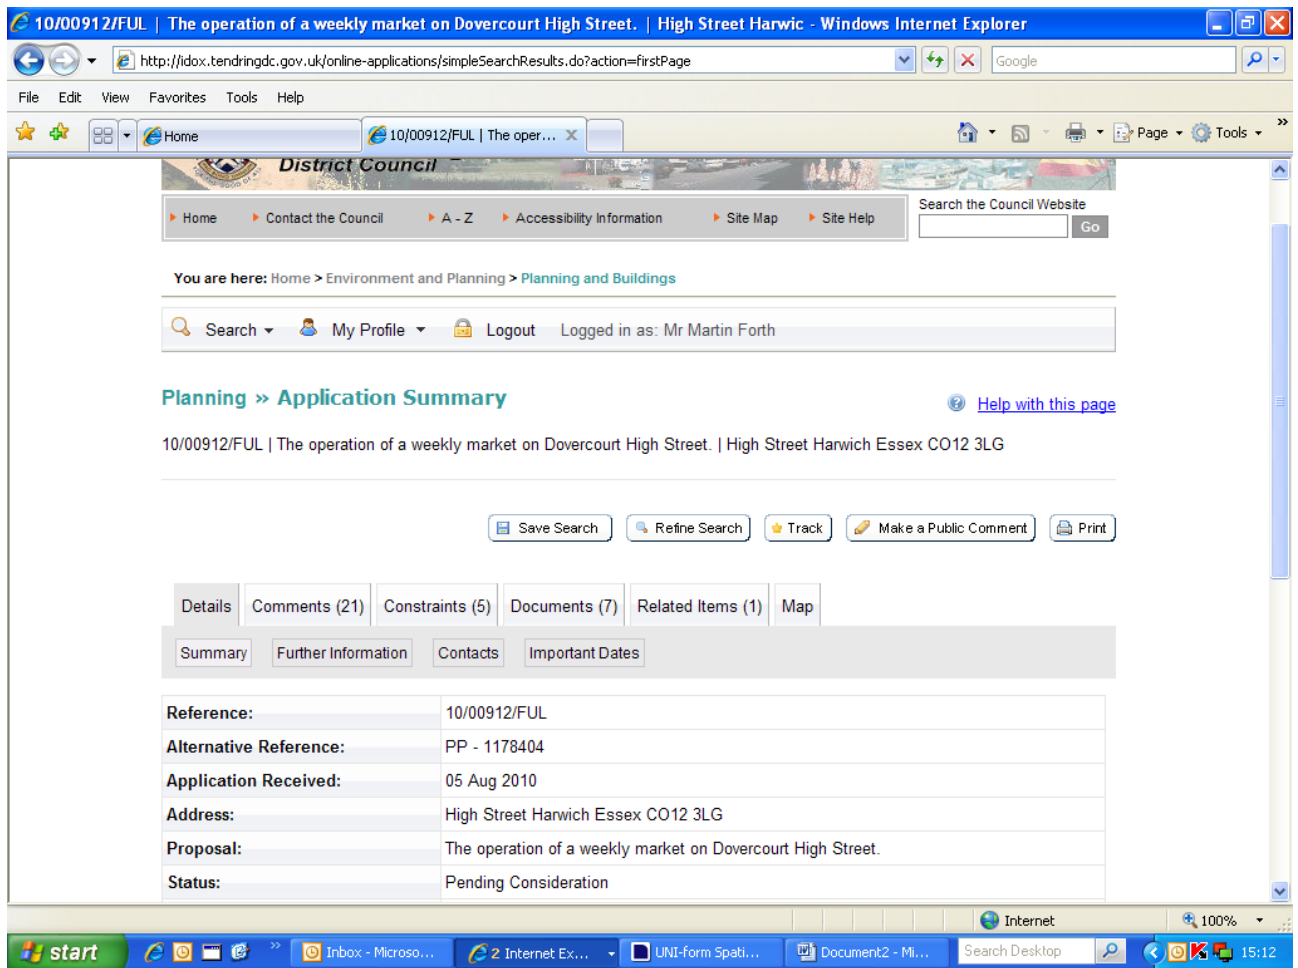 10/00912/FUL | The operation of a weekly market on Dovercourt High Street. | High Street Harwic - Windows Internet Explorer
http://idox.tendringdc.gov.uk/online-applications/simpleSearchResults.do?action=firstPage
Google
File Edit View Favorites Tools Help
Home
10/00912/FUL | The oper...
Page Tools
District Council
Home Contact the Council A - Z Accessibility Information Site Map Site Help
Search the Council Website
Go
You are here: Home > Environment and Planning > Planning and Buildings
Search My Profile Logout Logged in as: Mr Martin Forth
Planning » Application Summary
Help with this page
10/00912/FUL | The operation of a weekly market on Dovercourt High Street. | High Street Harwich Essex CO12 3LG
Save Search Refine Search Track Make a Public Comment Print
Details Comments (21) Constraints (5) Documents (7) Related Items (1) Map
Summary Further Information Contacts Important Dates
Reference: 10/00912/FUL
Alternative Reference: PP - 1178404
Application Received: 05 Aug 2010
Address: High Street Harwich Essex CO12 3LG
Proposal: The operation of a weekly market on Dovercourt High Street.
Status: Pending Consideration
Internet 100%
start Inbox - Microso... 2 Internet Ex... UNI-form Spati... Document2 - Mi... Search Desktop 15:12